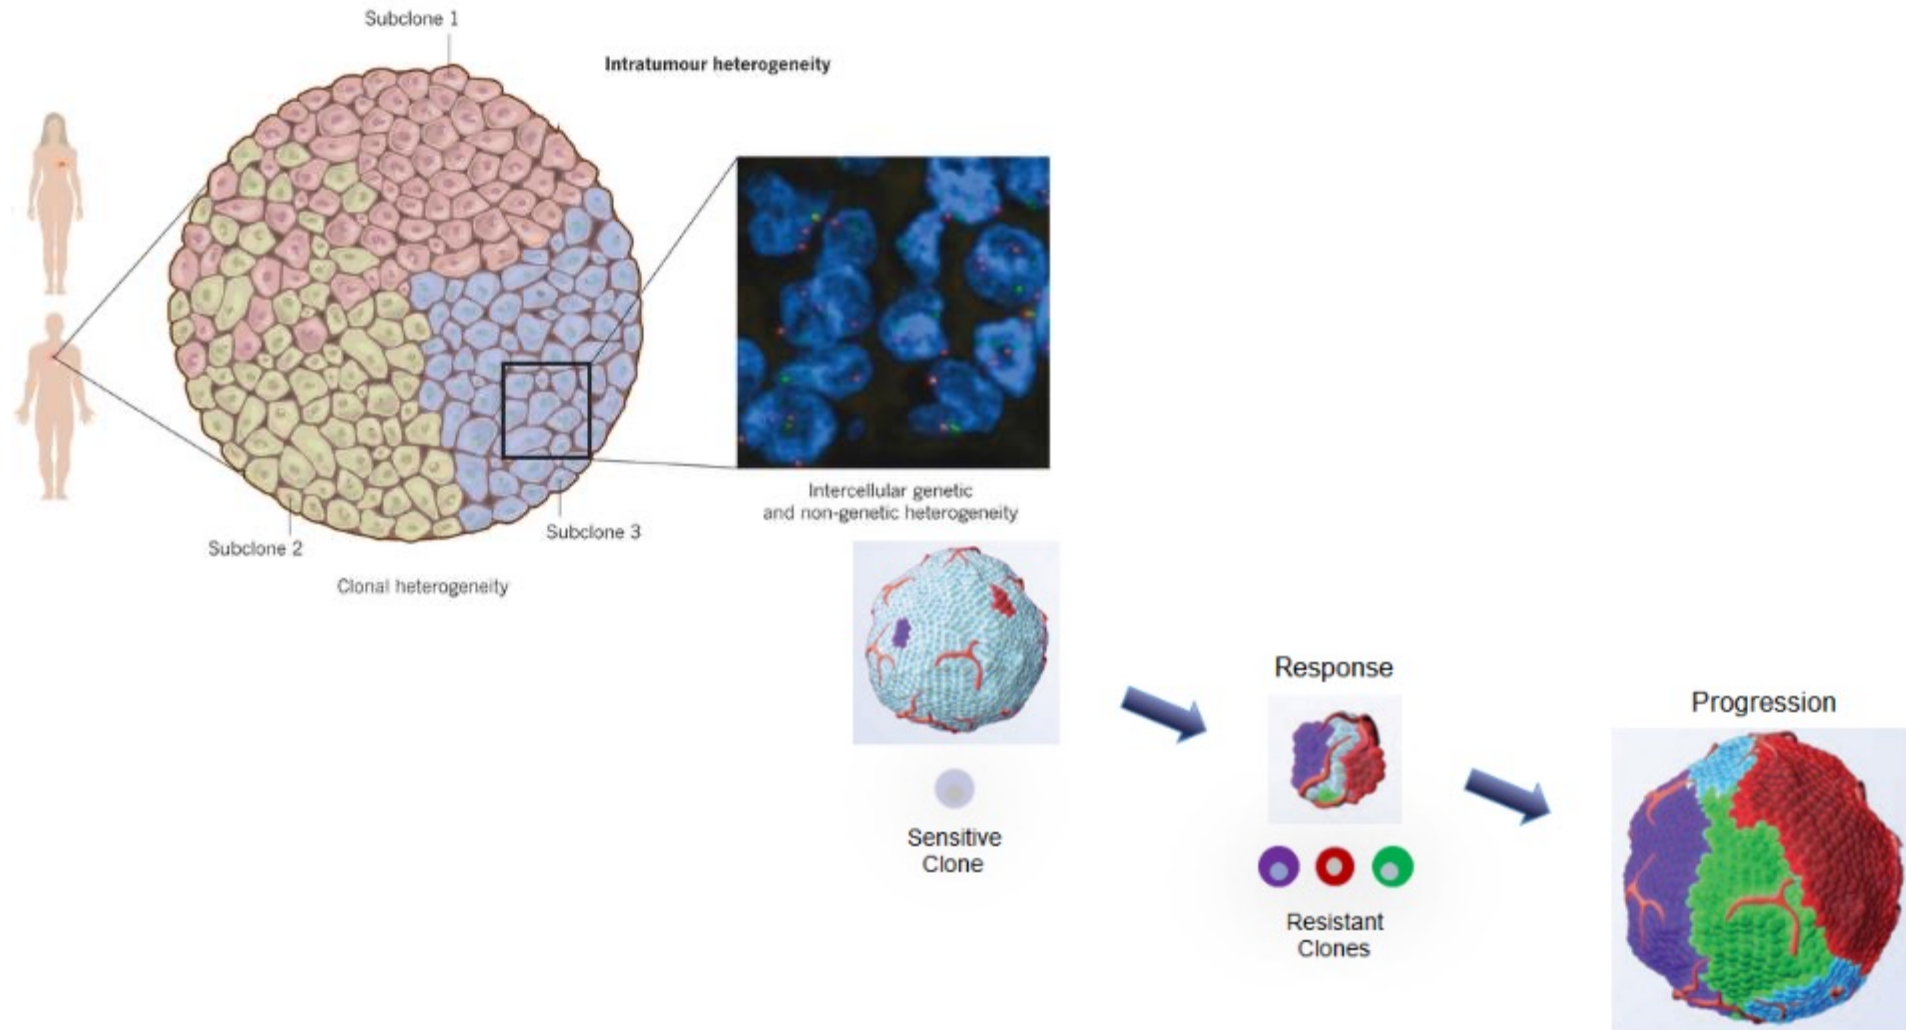 Subclone 1
Intratumour heterogeneity
Intercellular genetic
and non-genetic heterogeneity
Subclone 3
Subclone 2
Clonal heterogeneity
Sensitive
Clone
Response
Resistant
Clones
Progression